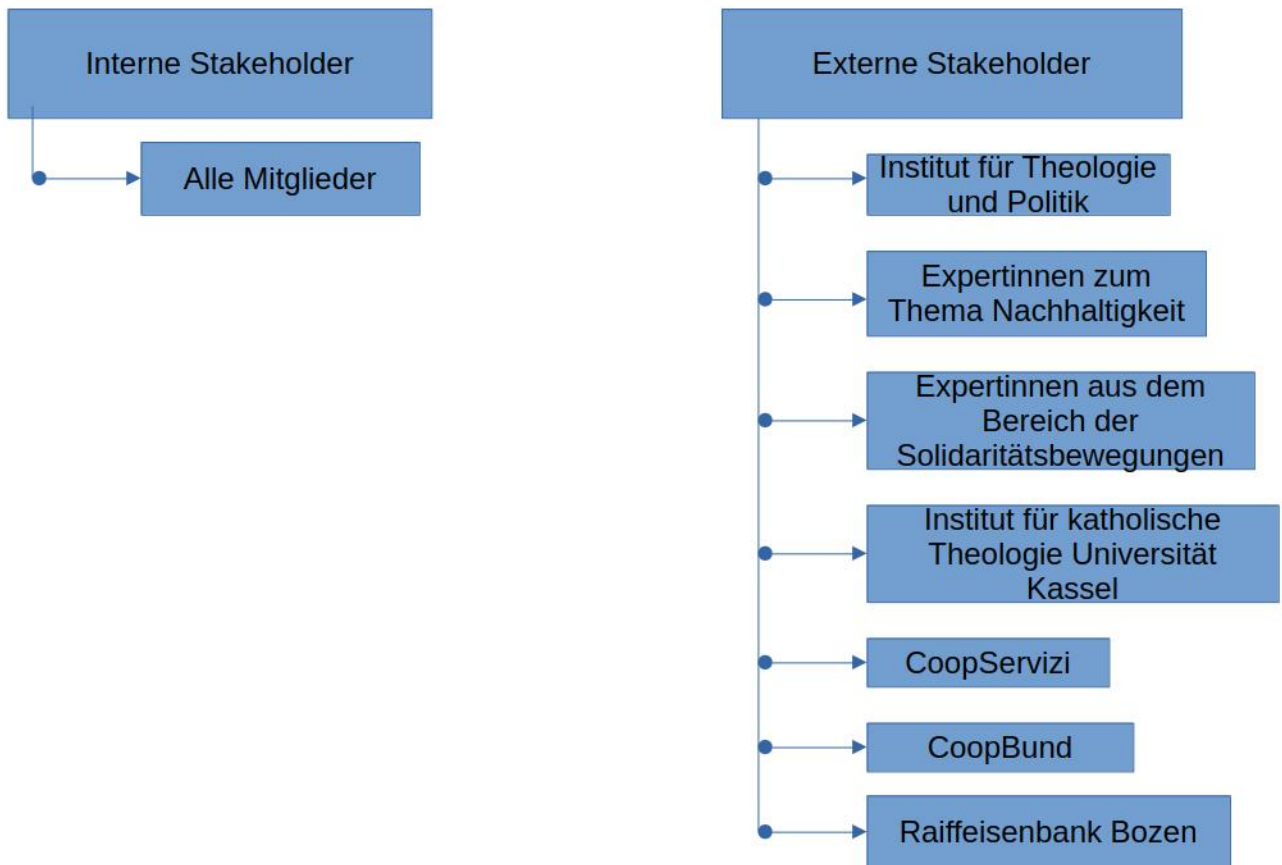 Interne Stakeholder
Alle Mitglieder
Externe Stakeholder
Institut für Theologie
und Politik
Expertinnen zum
Thema Nachhaltigkeit
Expertinnen aus dem
Bereich der
Solidaritätsbewegungen
Institut für katholische
Theologie Universität
Kassel
CoopServizi
CoopBund
Raiffeisenbank Bozen